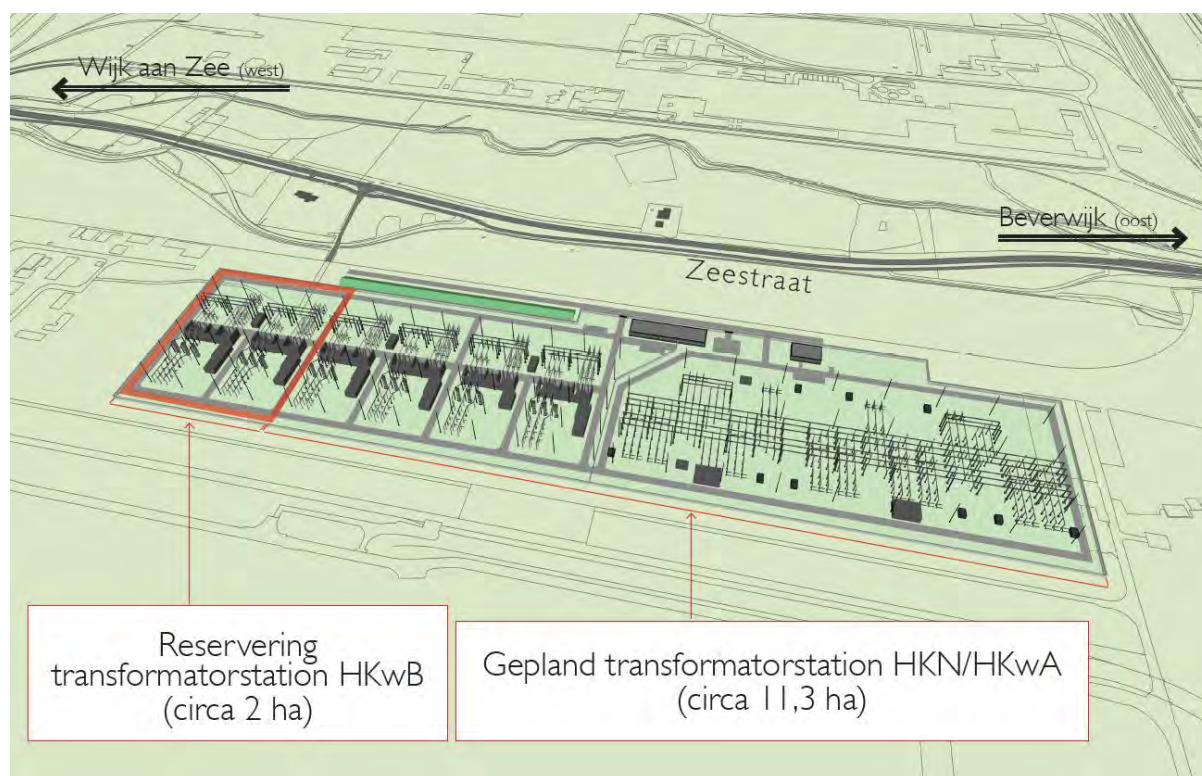 Wijk aan Zee (west)
Beverwijk (oost)
Zeestraat
Reservering
transformatorstation HKwB
(circa 2 ha)
Gepland transformatorstation HKN/HKwA
(circa 11,3 ha)